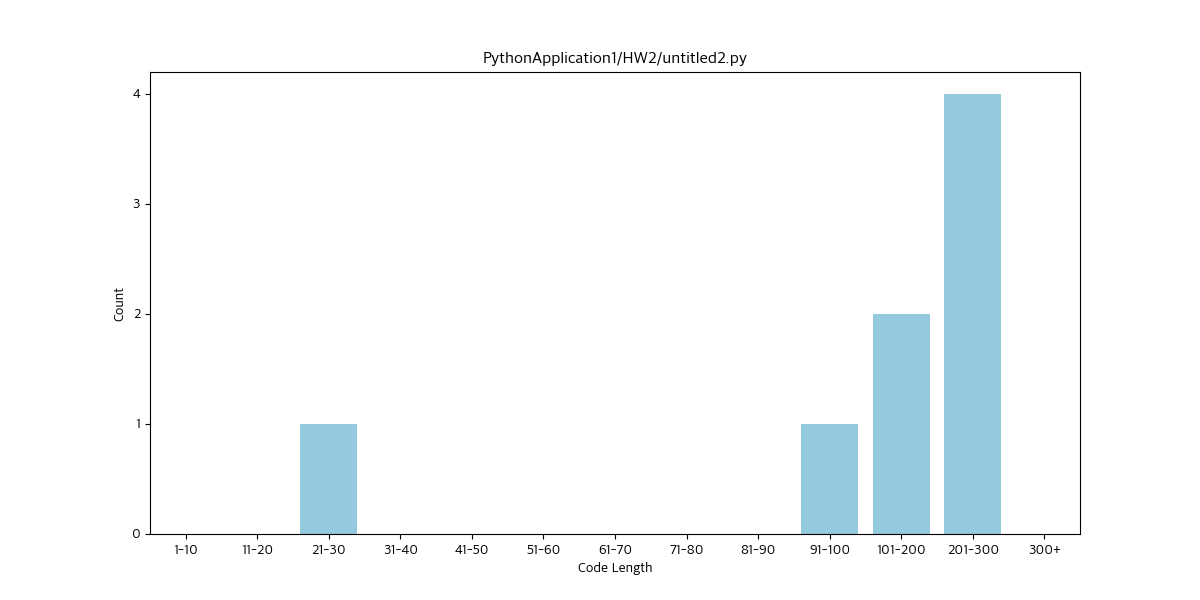 PythonApplication1/HW2/untitled2.py
4
3
2
1
0
Count
1-10 11-20 21-30 31-40 41-50 51-60 61-70 71-80 81-90 91-100 101-200 201-300 300+
Code Length